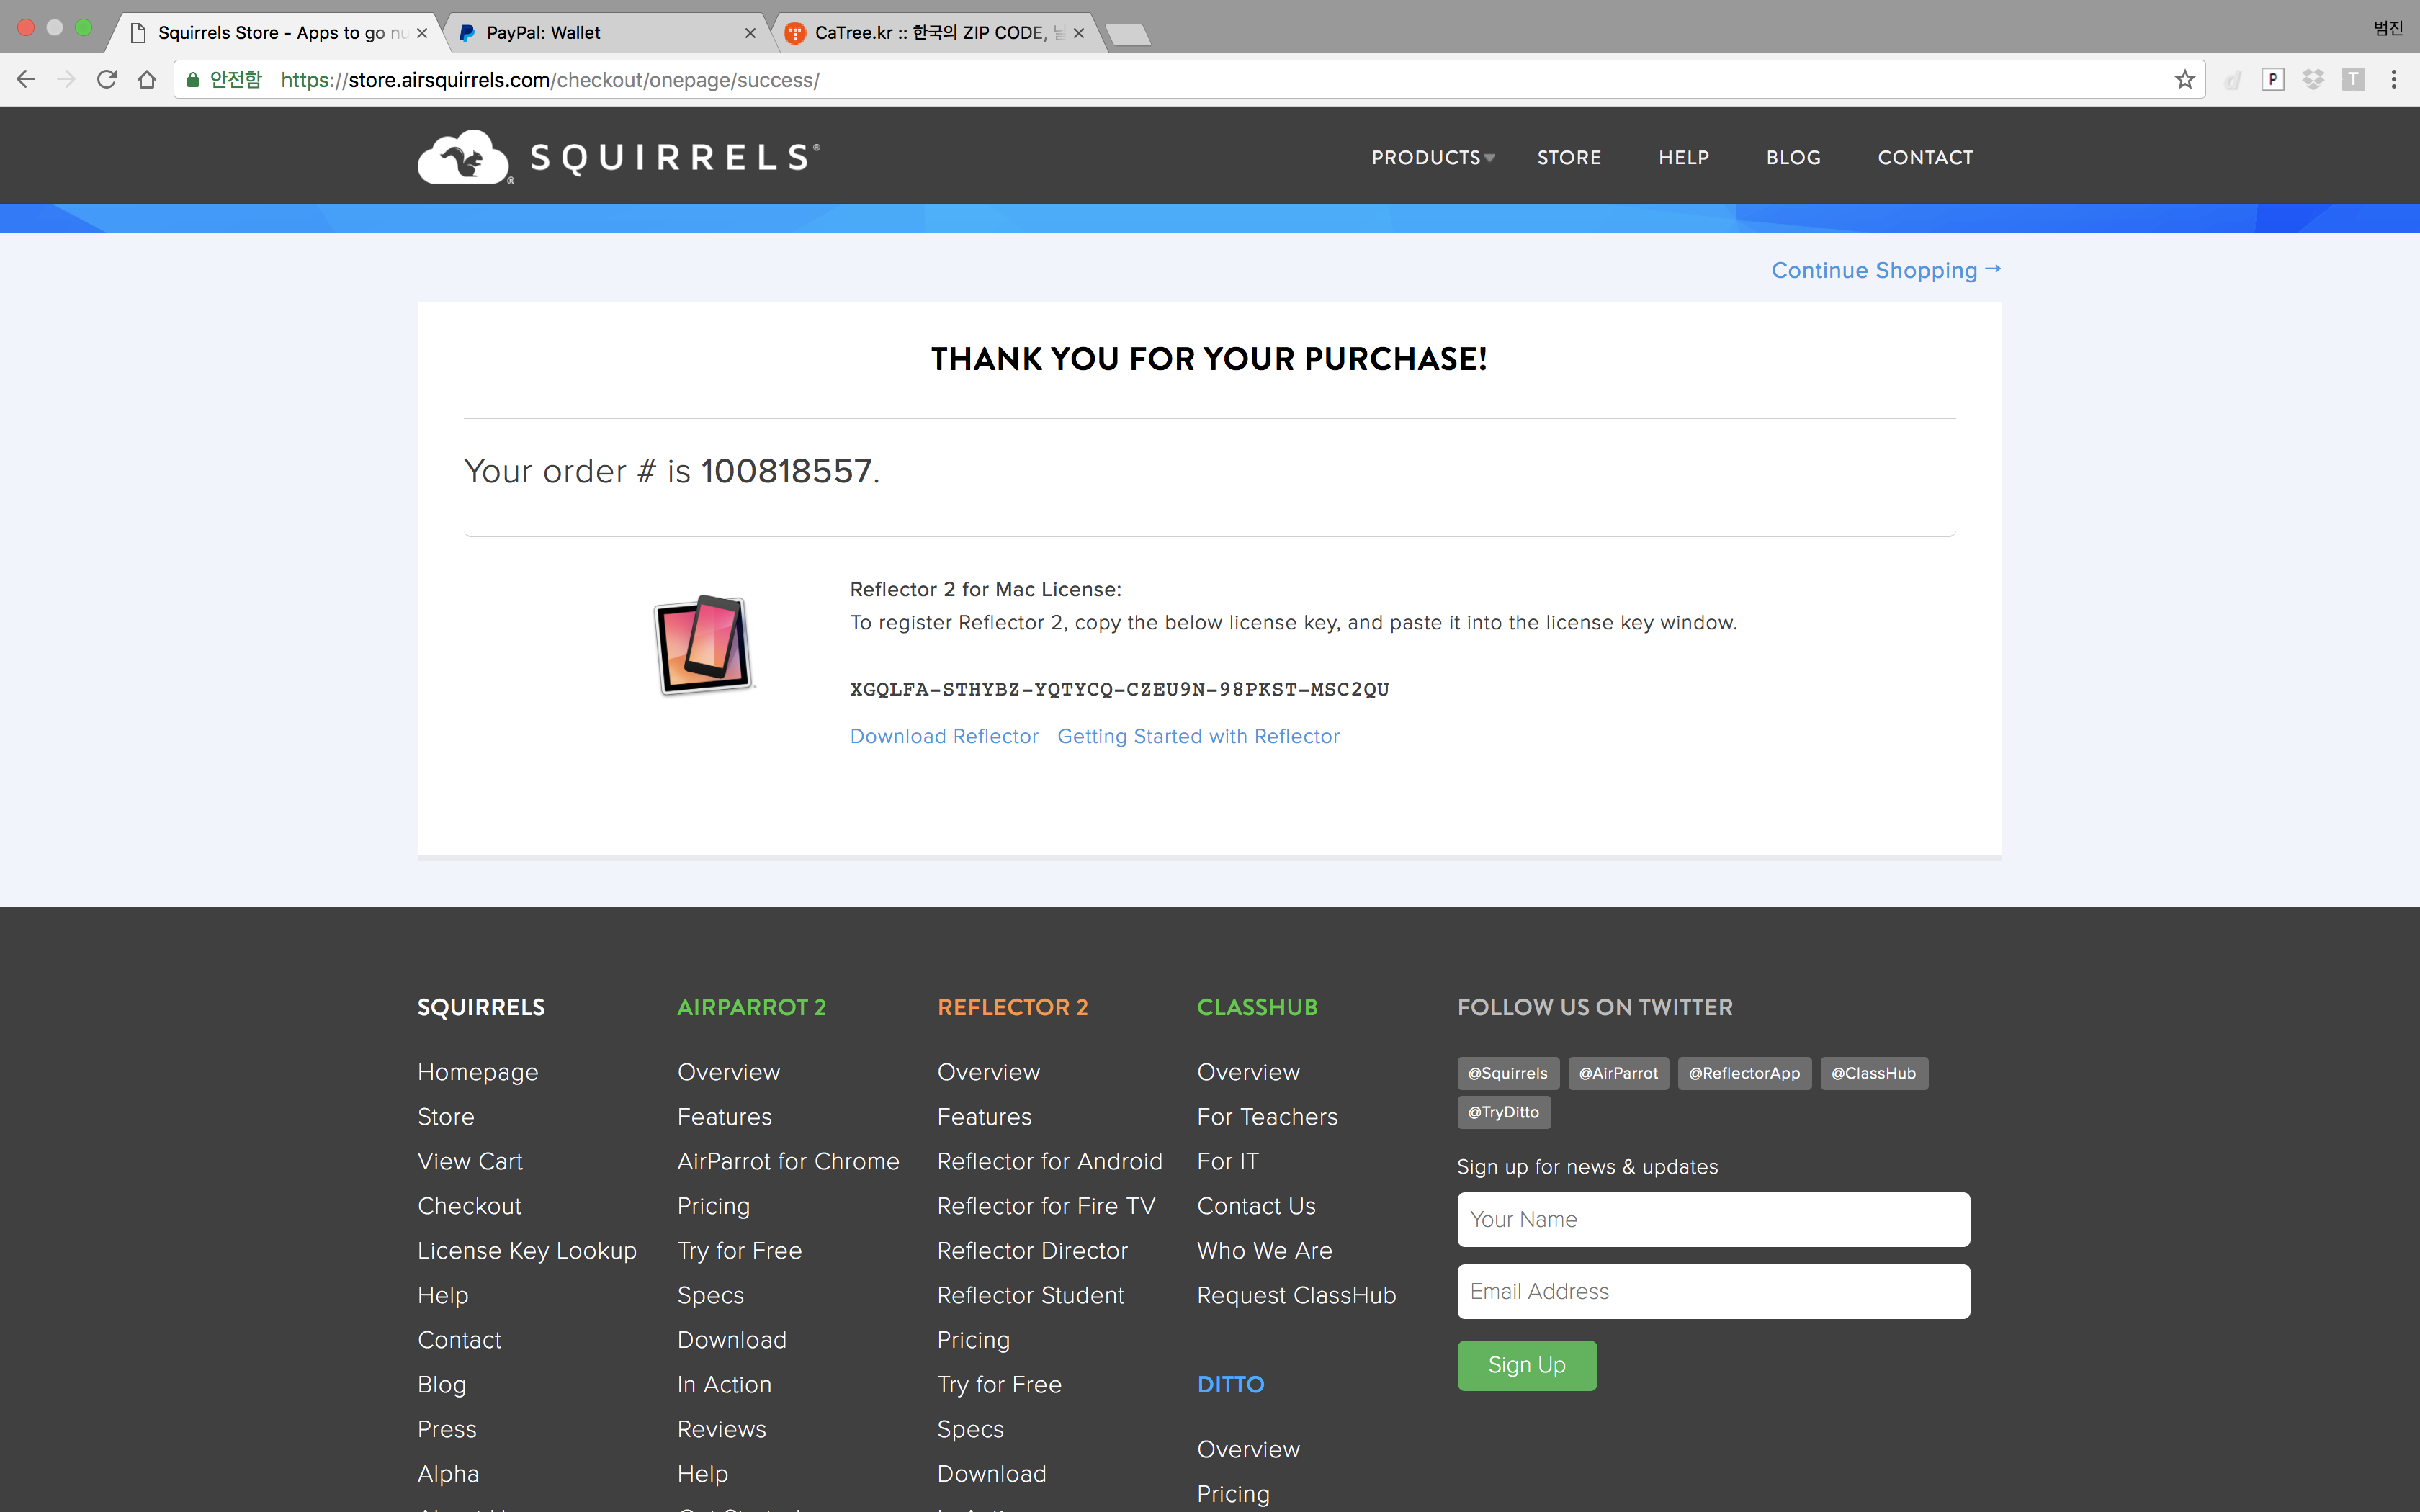 Squirrels Store - Apps to go nu
PayPal: Wallet
CaTree.kr :: 한국의 ZIP CODE,
범진
안전함
https://store.airsquirrels.com/checkout/onepage/success/
SQUIRRELS®
PRODUCTS
STORE
HELP
BLOG
CONTACT
Continue Shopping →
THANK YOU FOR YOUR PURCHASE!
Your order # is 100818557.
Reflector 2 for Mac License:
To register Reflector 2, copy the below license key, and paste it into the license key window.
XGQLFA-STHYBZ-YQTYCQ-CZEU9N-98PKST-MSC2QU
Download Reflector
Getting Started with Reflector
SQUIRRELS
Homepage
Store
View Cart
Checkout
License Key Lookup
Help
Contact
Blog
Press
Alpha
AIRPARROT 2
Overview
Features
AirParrot for Chrome
Pricing
Try for Free
Specs
Download
In Action
Reviews
Help
REFLECTOR 2
Overview
Features
Reflector for Android
Reflector for Fire TV
Reflector Director
Reflector Student
Pricing
Try for Free
Specs
Download
CLASSHUB
Overview
For Teachers
For IT
Contact Us
Who We Are
Request ClassHub
DITTO
Overview
Pricing
FOLLOW US ON TWITTER
@Squirrels
@AirParrot
@ReflectorApp
@ClassHub
@TryDitto
Sign up for news & updates
Your Name
Email Address
Sign Up